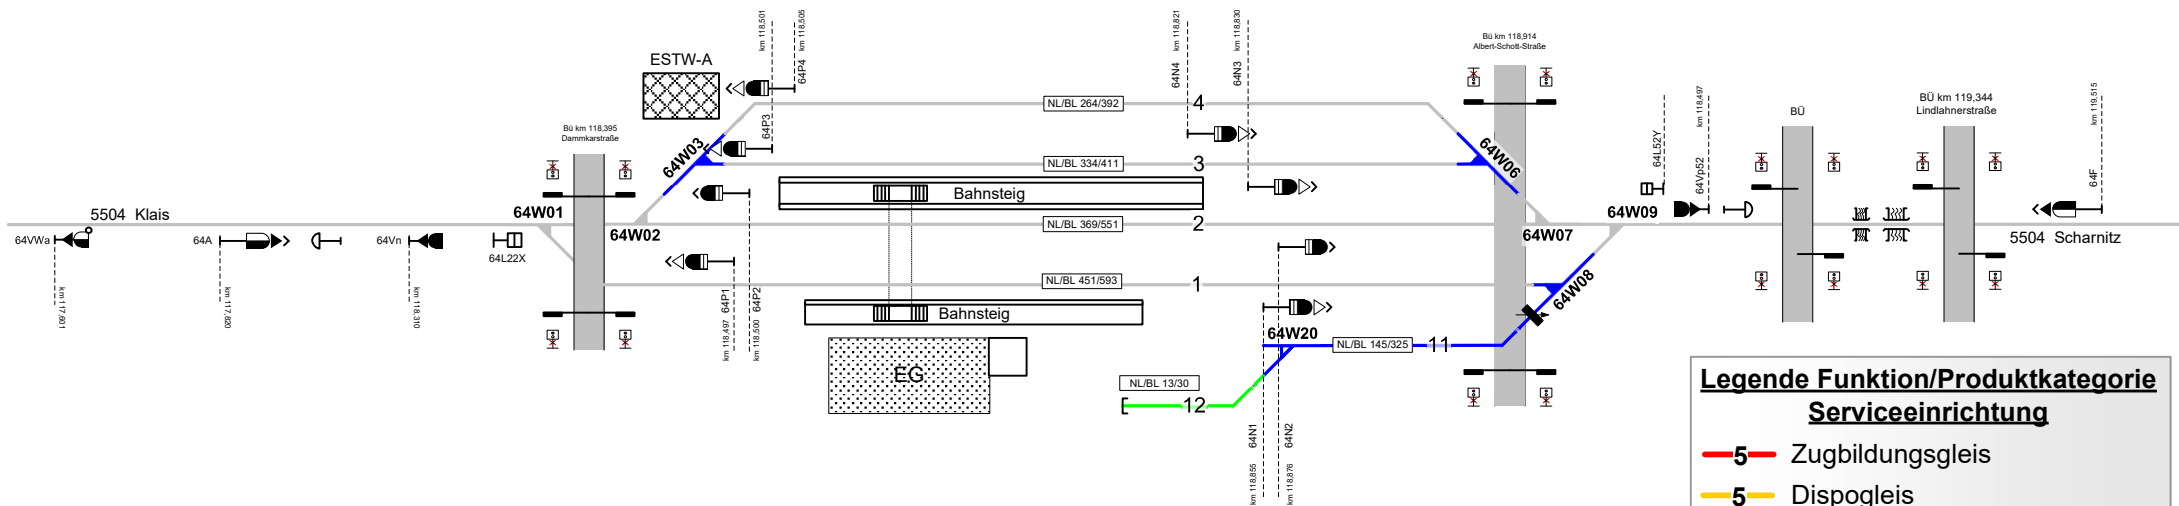 km 118,501
km 118,505
64P4
64P3
ESTW-A
km 118,821
km 118,830
64N4
64N3
Bü km 118,914
Albert-Schott-Straße
NL/BL 264/392
4
Bü km 118,395
Dammkarstraße
64W03
NL/BL 334/411
3
64W06
64L52Y
km 118,497
64Vp52
BÜ
BÜ km 119,344
Lindlahnerstraße
km 119,515
64F
Bahnsteig
5504 Klais
64W01
64W02
NL/BL 369/551
2
64W07
64W09
5504 Scharnitz
64VWa
64A
64Vn
64L22X
km 117,601
km 117,820
km 118,310
64P1
64P2
km 118,497
km 118,500
NL/BL 451/593
1
64W08
Bahnsteig
64W20
NL/BL 145/325
11
EG
NL/BL 13/30
12
64N1
64N2
km 118,855
km 118,876
Legende Funktion/Produktkategorie
Serviceeinrichtung
5 Zugbildungsgleis
5 Dispogleis